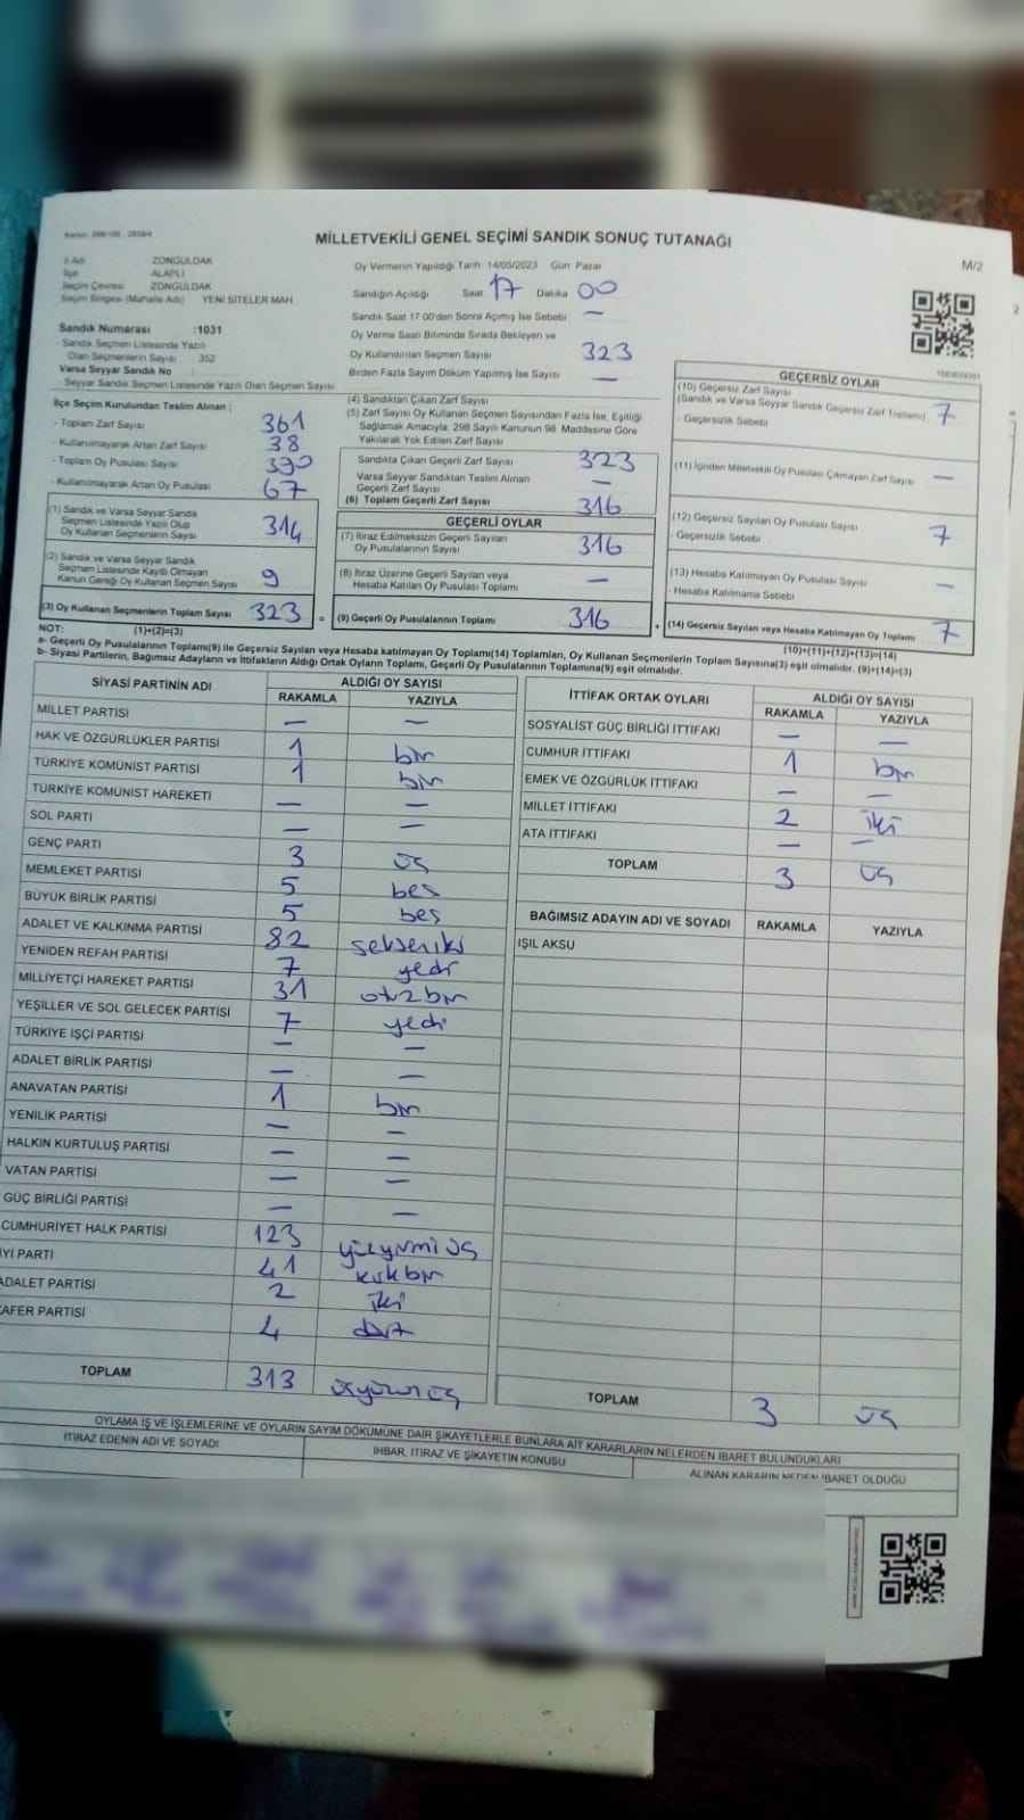 MİLLETVEKİLİ GENEL SEÇİMİ SANDIK SONUÇ TUTANAĞI
M/2
İl Adı ZONGULDAK
İlçe ALAPLI
Seçim Çevresi ZONGULDAK
Seçim Bölgesi (Mahalle Adı) YENİ SİTELER MAH
Sandık Numarası :1031
Sandık Seçmen Listesinde Yazılı
Olan Seçmenlerin Sayısı 352
Varsa Seyyar Sandık No
Seyyar Sandık Seçmen Listesinde Yazılı Olan Seçmen Sayısı
Oy Vermenin Yapıldığı Tarih 14/05/2023 Gün: Pazar
Sandığın Açıldığı Saat 17 Dakika 00
Sandık Saat 17.00'den Sonra Açılmış İse Sebebi —
Oy Verme Saati Bitiminde Sırada Bekleyen ve
Oy Kullandırılan Seçmen Sayısı 323
Birden Fazla Sayım Döküm Yapılmış İse Sayısı —
İlçe Seçim Kurulundan Teslim Alınan :
- Toplam Zarf Sayısı 361
- Kullanılmayarak Artan Zarf Sayısı 38
- Toplam Oy Pusulası Sayısı 390
- Kullanılmayarak Artan Oy Pusulası 67
(1) Sandık ve Varsa Seyyar Sandık
Seçmen Listesinde Yazılı Olup
Oy Kullanan Seçmenlerin Sayısı 314
(2) Sandık ve Varsa Seyyar Sandık
Seçmen Listesinde Kayıtlı Olmayan
Kanun Gereği Oy Kullanan Seçmen Sayısı 9
(3) Oy Kullanan Seçmenlerin Toplam Sayısı 323
(4) Sandıktan Çıkan Zarf Sayısı
(5) Zarf Sayısı Oy Kullanan Seçmen Sayısından Fazla İse, Eşitliği
Sağlamak Amacıyla, 298 Sayılı Kanunun 98. Maddesine Göre
Yakılarak Yok Edilen Zarf Sayısı
Sandıkta Çıkan Geçerli Zarf Sayısı 323
Varsa Seyyar Sandıktan Teslim Alınan
Geçerli Zarf Sayısı —
(6) Toplam Geçerli Zarf Sayısı 316
GEÇERLİ OYLAR
(7) İtiraz Edilmeksizin Geçerli Sayılan
Oy Pusulalarının Sayısı 316
(8) İtiraz Üzerine Geçerli Sayılan veya
Hesaba Katılan Oy Pusulası Toplamı —
= (9) Geçerli Oy Pusulalarının Toplamı 316
GEÇERSİZ OYLAR
(10) Geçersiz Zarf Sayısı
(Sandık ve Varsa Seyyar Sandık Geçersiz Zarf Toplamı) 7
- Geçersizlik Sebebi
(11) İçinden Milletvekili Oy Pusulası Çıkmayan Zarf Sayısı —
(12) Geçersiz Sayılan Oy Pusulası Sayısı 7
- Geçersizlik Sebebi
(13) Hesaba Katılmayan Oy Pusulası Sayısı —
- Hesaba Katılmama Sebebi
+ (14) Geçersiz Sayılan veya Hesaba Katılmayan Oy Toplamı 7
NOT: (1)+(2)=(3) (10)+(11)+(12)+(13)=(14)
a- Geçerli Oy Pusulalarının Toplamı(9) ile Geçersiz Sayılan veya Hesaba Katılmayan Oy Toplamı(14) Toplamları, Oy Kullanan Seçmenlerin Toplam Sayısına(3) eşit olmalıdır. (9)+(14)=(3)
b- Siyasi Partilerin, Bağımsız Adayların ve İttifakların Aldığı Ortak Oyların Toplamı, Geçerli Oy Pusulalarının Toplamına(9) eşit olmalıdır.
SİYASİ PARTİNİN ADI ALDIĞI OY SAYISI
RAKAMLA YAZIYLA
MİLLET PARTİSİ — —
HAK VE ÖZGÜRLÜKLER PARTİSİ 1 bir
TÜRKİYE KOMÜNİST PARTİSİ 1 bir
TÜRKİYE KOMÜNİST HAREKETİ — —
SOL PARTİ — —
GENÇ PARTİ 3 üç
MEMLEKET PARTİSİ 5 beş
BÜYÜK BİRLİK PARTİSİ 5 beş
ADALET VE KALKINMA PARTİSİ 82 sekseniki
YENİDEN REFAH PARTİSİ 7 yedi
MİLLİYETÇİ HAREKET PARTİSİ 31 otuzbir
YEŞİLLER VE SOL GELECEK PARTİSİ 7 yedi
TÜRKİYE İŞÇİ PARTİSİ — —
ADALET BİRLİK PARTİSİ — —
ANAVATAN PARTİSİ 1 bir
YENİLİK PARTİSİ — —
HALKIN KURTULUŞ PARTİSİ — —
VATAN PARTİSİ — —
GÜÇ BİRLİĞİ PARTİSİ — —
CUMHURİYET HALK PARTİSİ 123 yüzyirmi üç
İYİ PARTİ 41 kırkbir
ADALET PARTİSİ 2 iki
AFER PARTİSİ 4 dört
TOPLAM 313 üçyüzonüç
İTTİFAK ORTAK OYLARI ALDIĞI OY SAYISI
RAKAMLA YAZIYLA
SOSYALİST GÜÇ BİRLİĞİ İTTİFAKI — —
CUMHUR İTTİFAKI 1 bir
EMEK VE ÖZGÜRLÜK İTTİFAKI — —
MİLLET İTTİFAKI 2 iki
ATA İTTİFAKI — —
TOPLAM 3 üç
BAĞIMSIZ ADAYIN ADI VE SOYADI RAKAMLA YAZIYLA
IŞIL AKSU
TOPLAM 3 üç
OYLAMA İŞ VE İŞLEMLERİNE VE OYLARIN SAYIM DÖKÜMÜNE DAİR ŞİKAYETLERLE BUNLARA AİT KARARLARIN NELERDEN İBARET BULUNDUKLARI
İTİRAZ EDENİN ADI VE SOYADI
İHBAR, İTİRAZ VE ŞİKAYETİN KONUSU
ALINAN KARARIN NEDEN İBARET OLDUĞU